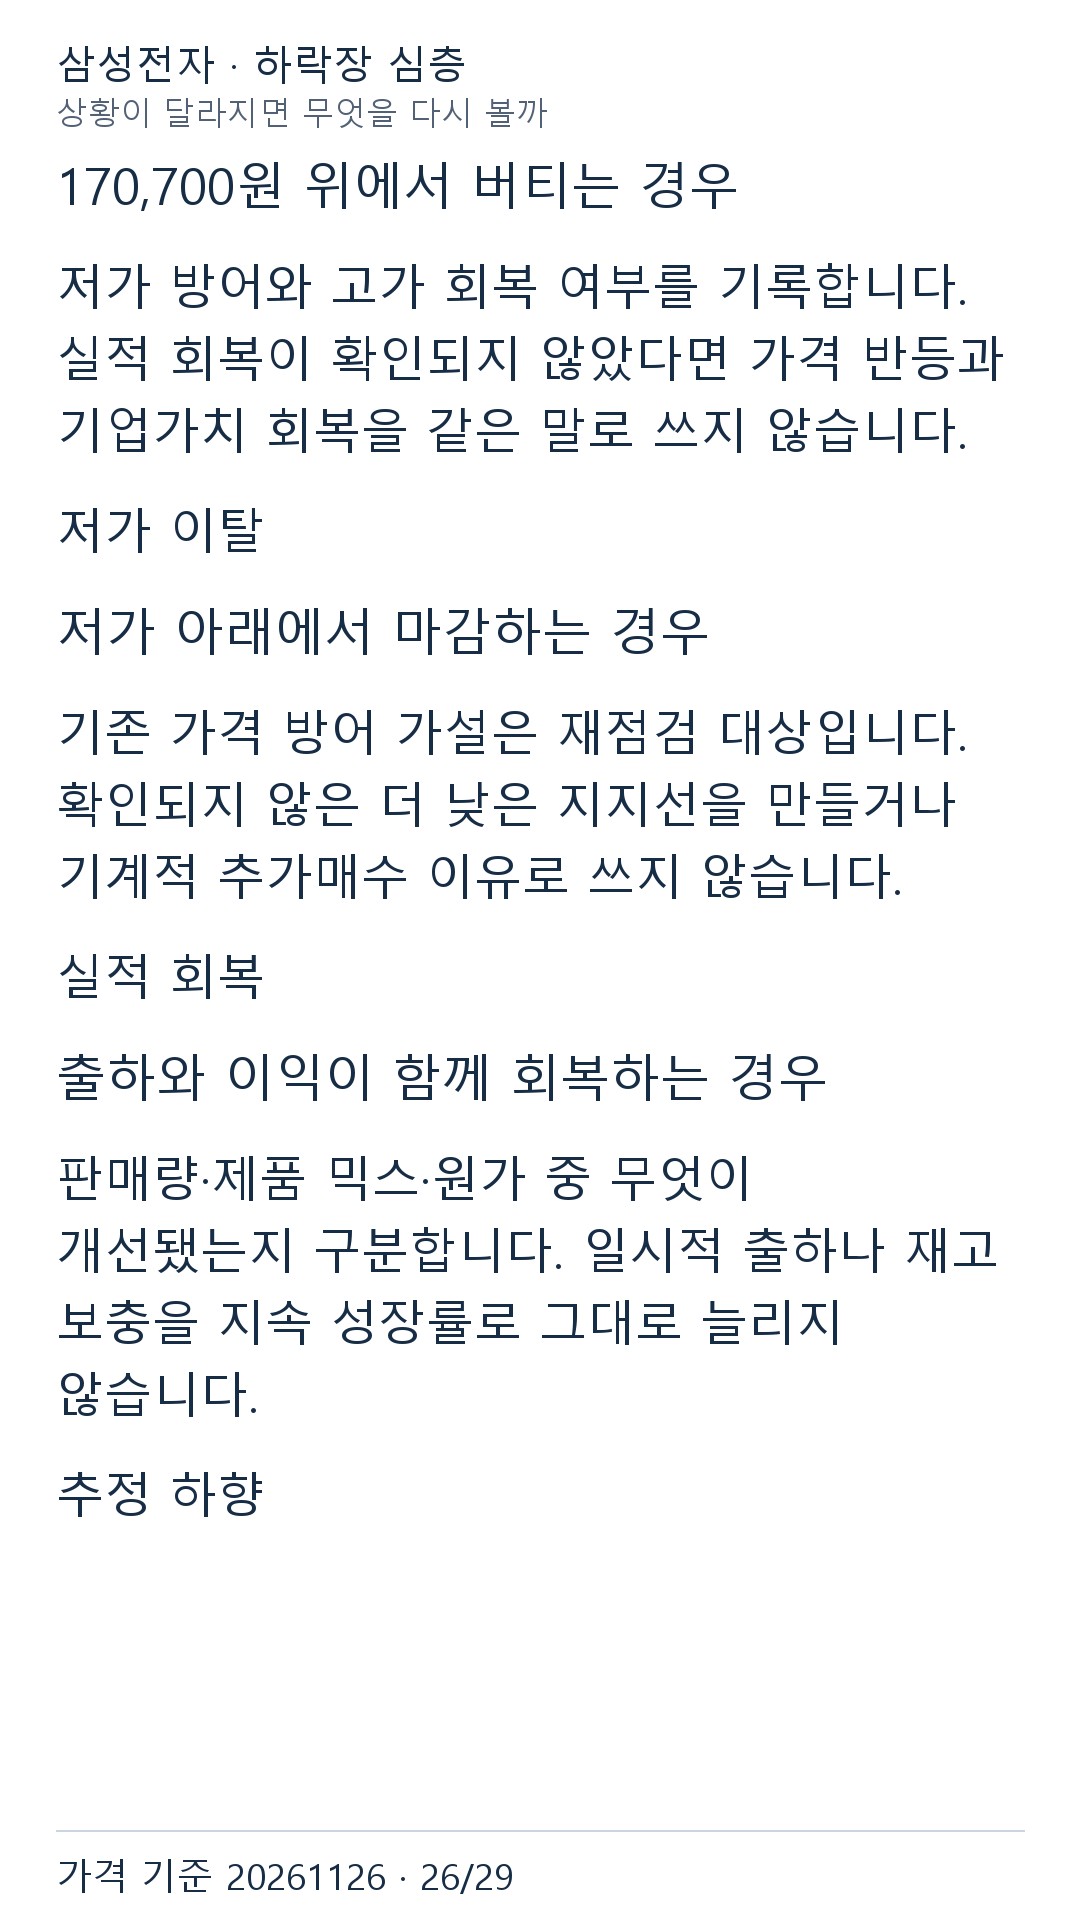 삼성전자 · 하락장 심층
상황이 달라지면 무엇을 다시 볼까
170,700원 위에서 버티는 경우
저가 방어와 고가 회복 여부를 기록합니다.
실적 회복이 확인되지 않았다면 가격 반등과
기업가치 회복을 같은 말로 쓰지 않습니다.
저가 이탈
저가 아래에서 마감하는 경우
기존 가격 방어 가설은 재점검 대상입니다.
확인되지 않은 더 낮은 지지선을 만들거나
기계적 추가매수 이유로 쓰지 않습니다.
실적 회복
출하와 이익이 함께 회복하는 경우
판매량·제품 믹스·원가 중 무엇이
개선됐는지 구분합니다. 일시적 출하나 재고
보충을 지속 성장률로 그대로 늘리지
않습니다.
추정 하향
가격 기준 20261126 · 26/29